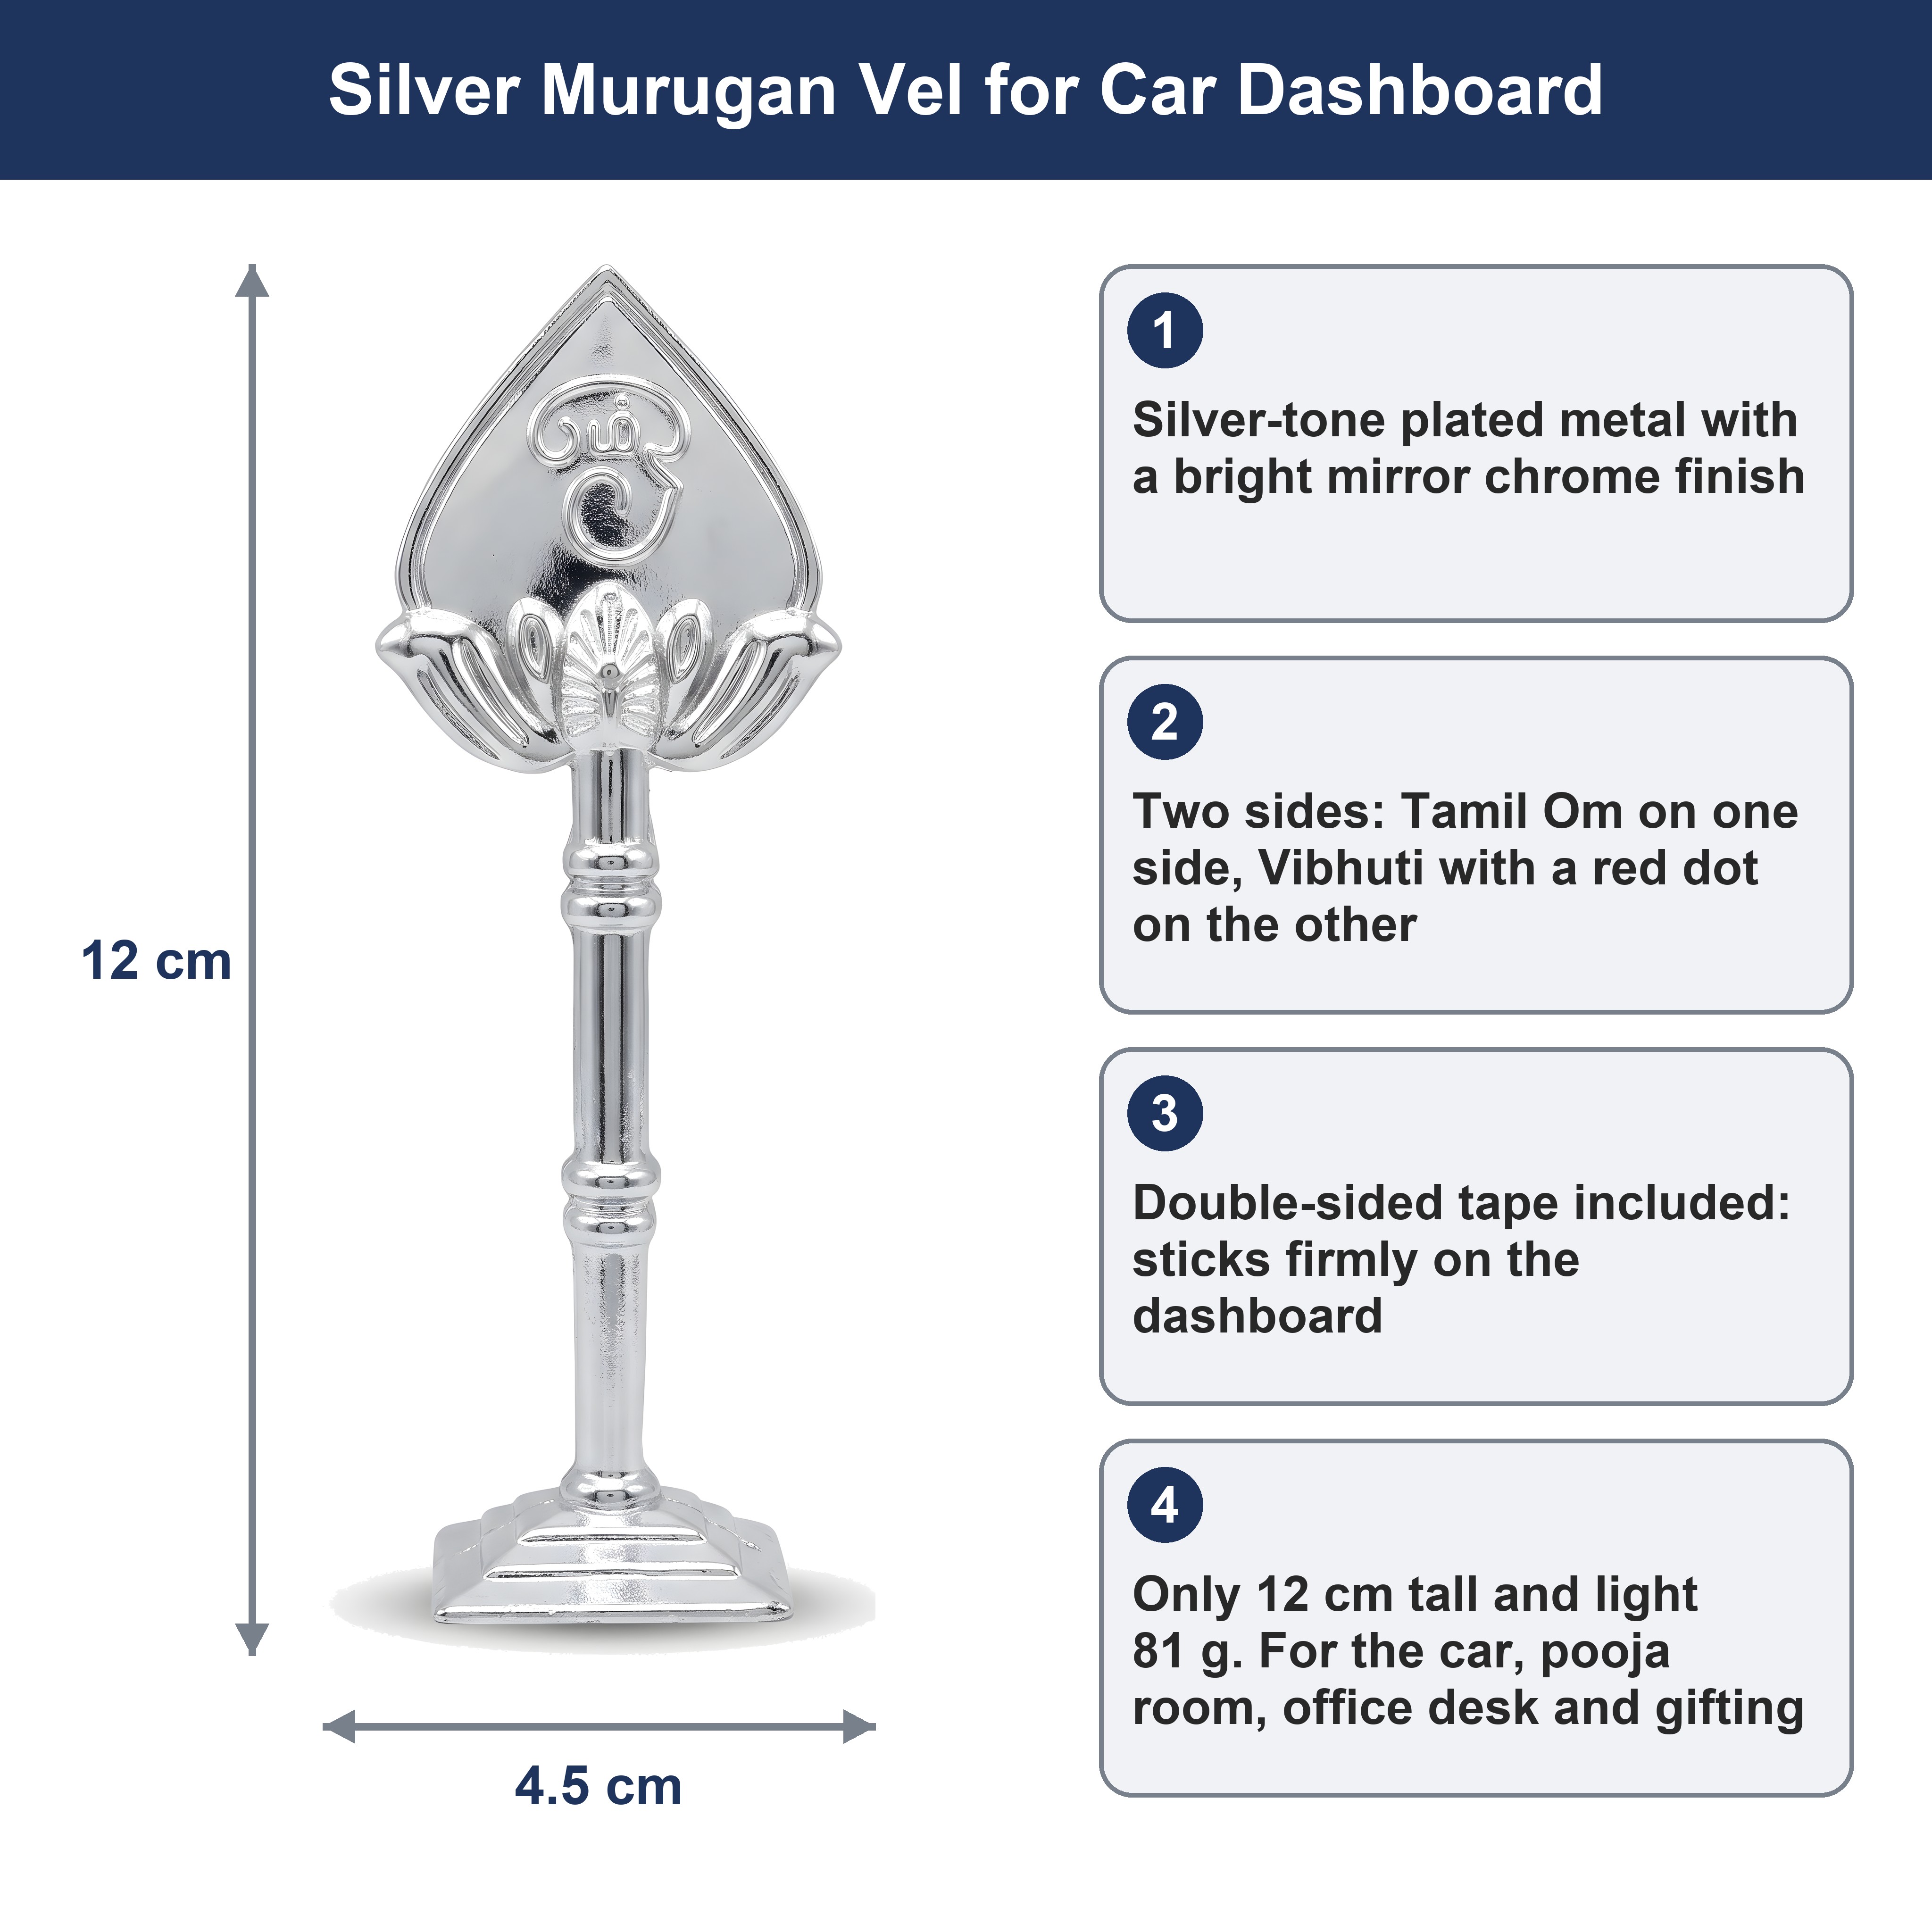 Silver Murugan Vel for Car Dashboard
ஓம்
12 cm
4.5 cm
1
Silver-tone plated metal with
a bright mirror chrome finish
2
Two sides: Tamil Om on one
side, Vibhuti with a red dot
on the other
3
Double-sided tape included:
sticks firmly on the
dashboard
4
Only 12 cm tall and light
81 g. For the car, pooja
room, office desk and gifting